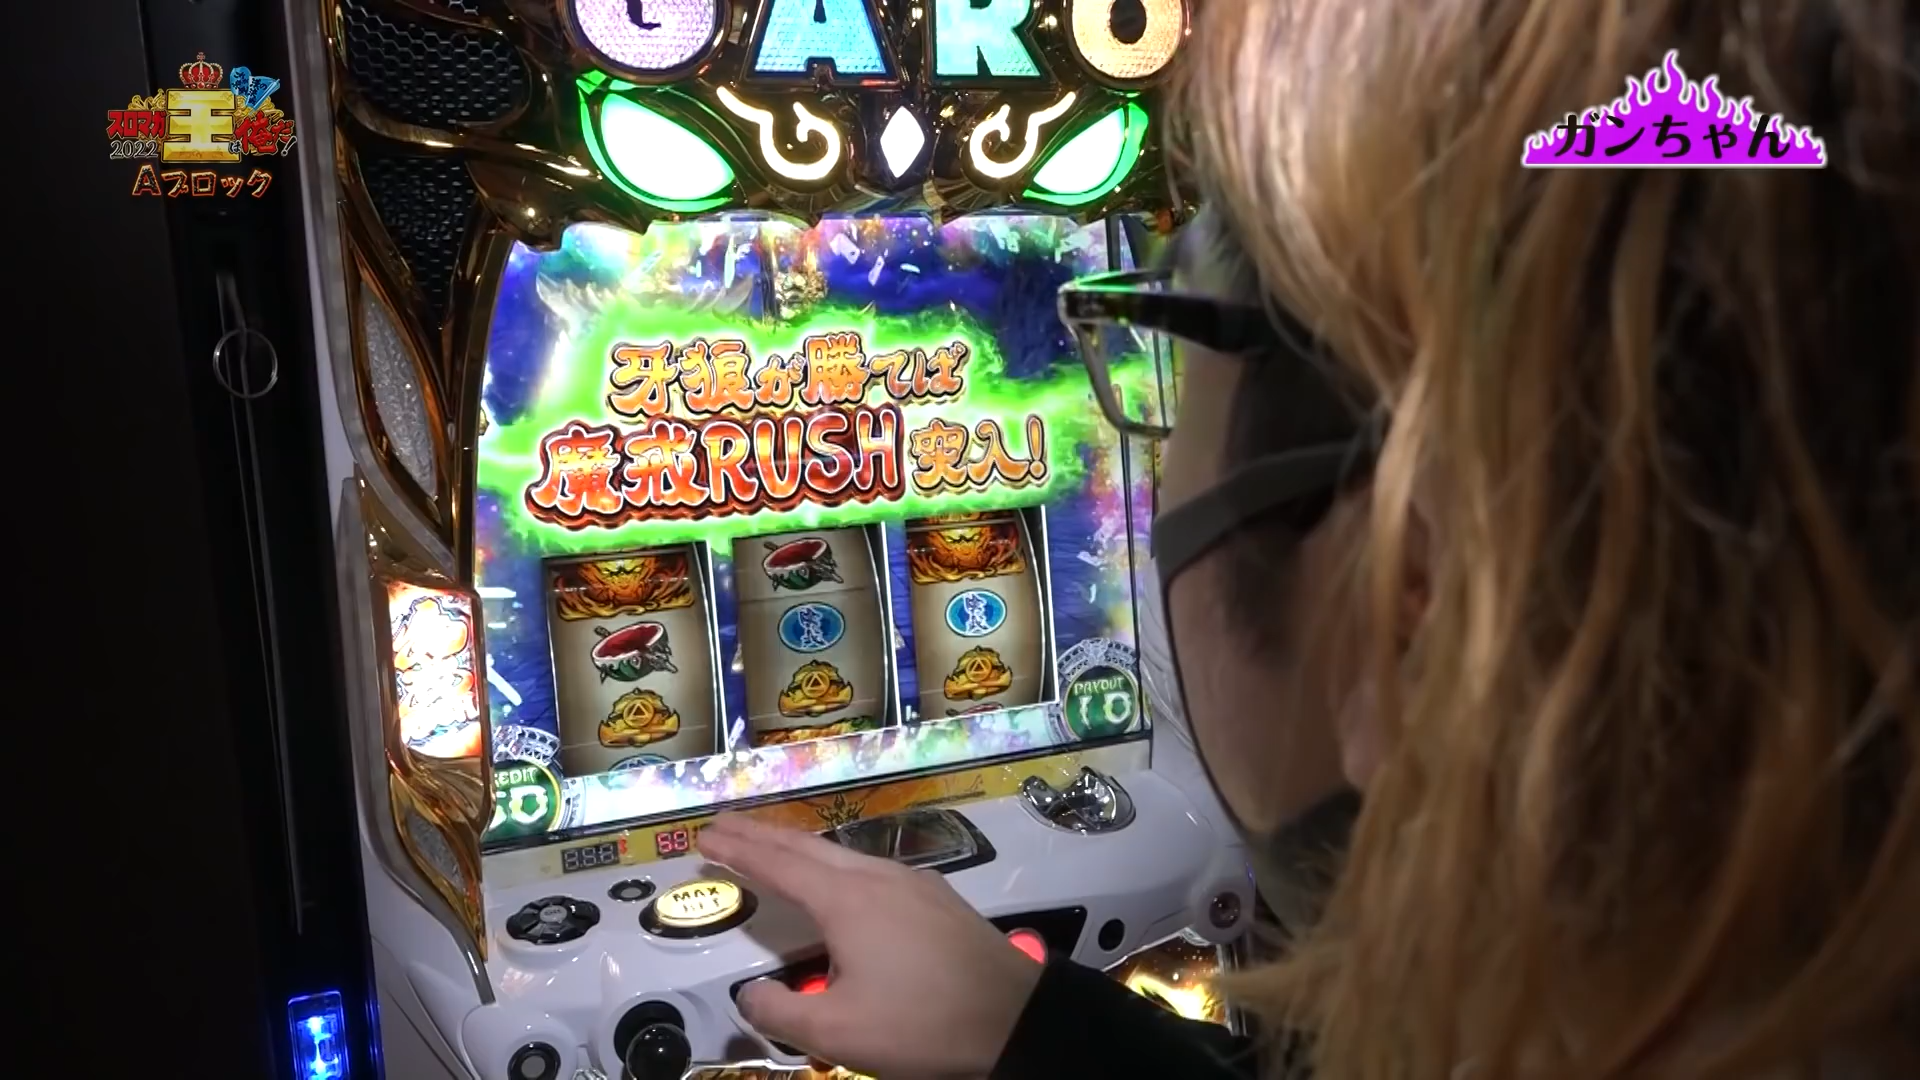 GARO
スロマガ
王は俺だ!
2022
Aブロック
ガンちゃん
牙狼が勝てば
魔戒RUSH突入!
PAYOUT
10
MAX
BET